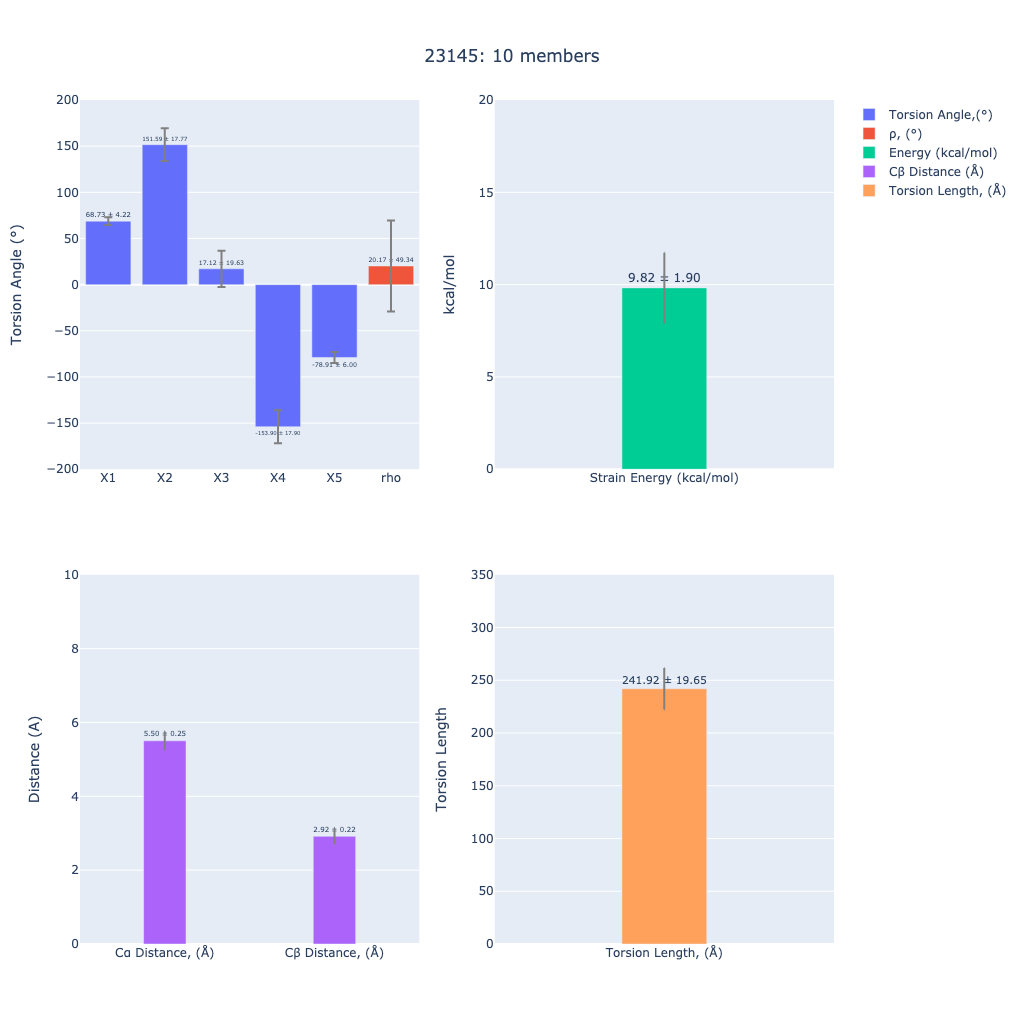 23145: 10 members
Torsion Angle (°)
200
150
100
50
0
−50
−100
−150
−200
68.73 ± 4.22
151.59 ± 17.77
17.12 ± 19.63
-153.90 ± 17.90
-78.91 ± 6.00
20.17 ± 49.34
X1 X2 X3 X4 X5 rho
kcal/mol
20
15
10
5
0
9.82 ± 1.90
Strain Energy (kcal/mol)
Torsion Angle,(°)
ρ, (°)
Energy (kcal/mol)
Cβ Distance (Å)
Torsion Length, (Å)
Distance (A)
10
8
6
4
2
0
5.50 ± 0.25
2.92 ± 0.22
Cα Distance, (Å) Cβ Distance, (Å)
Torsion Length
350
300
250
200
150
100
50
0
241.92 ± 19.65
Torsion Length, (Å)